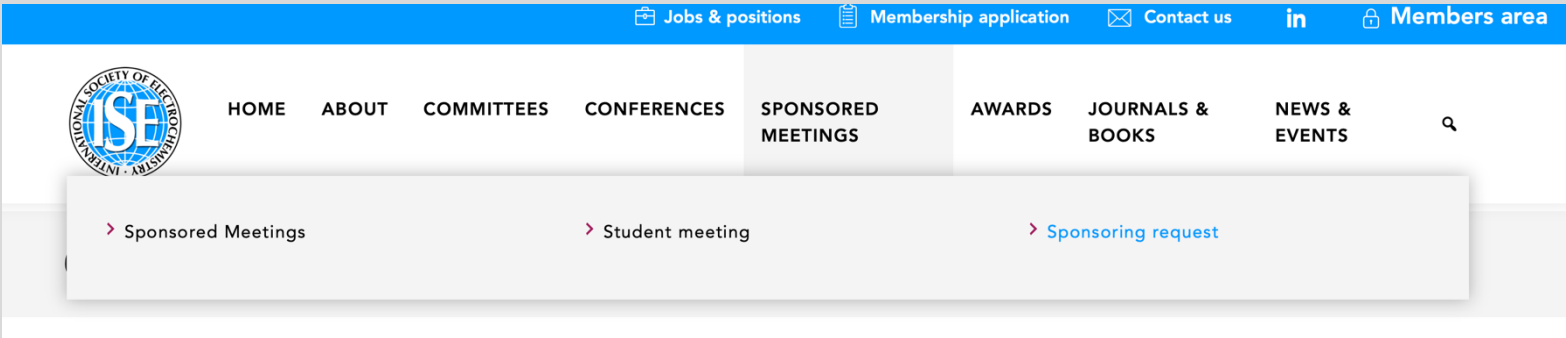 Jobs & positions
Membership application
Contact us
in
Members area
INTERNATIONAL SOCIETY OF ELECTROCHEMISTRY
ISE
HOME
ABOUT
COMMITTEES
CONFERENCES
SPONSORED
MEETINGS
AWARDS
JOURNALS &
BOOKS
NEWS &
EVENTS
Sponsored Meetings
Student meeting
Sponsoring request